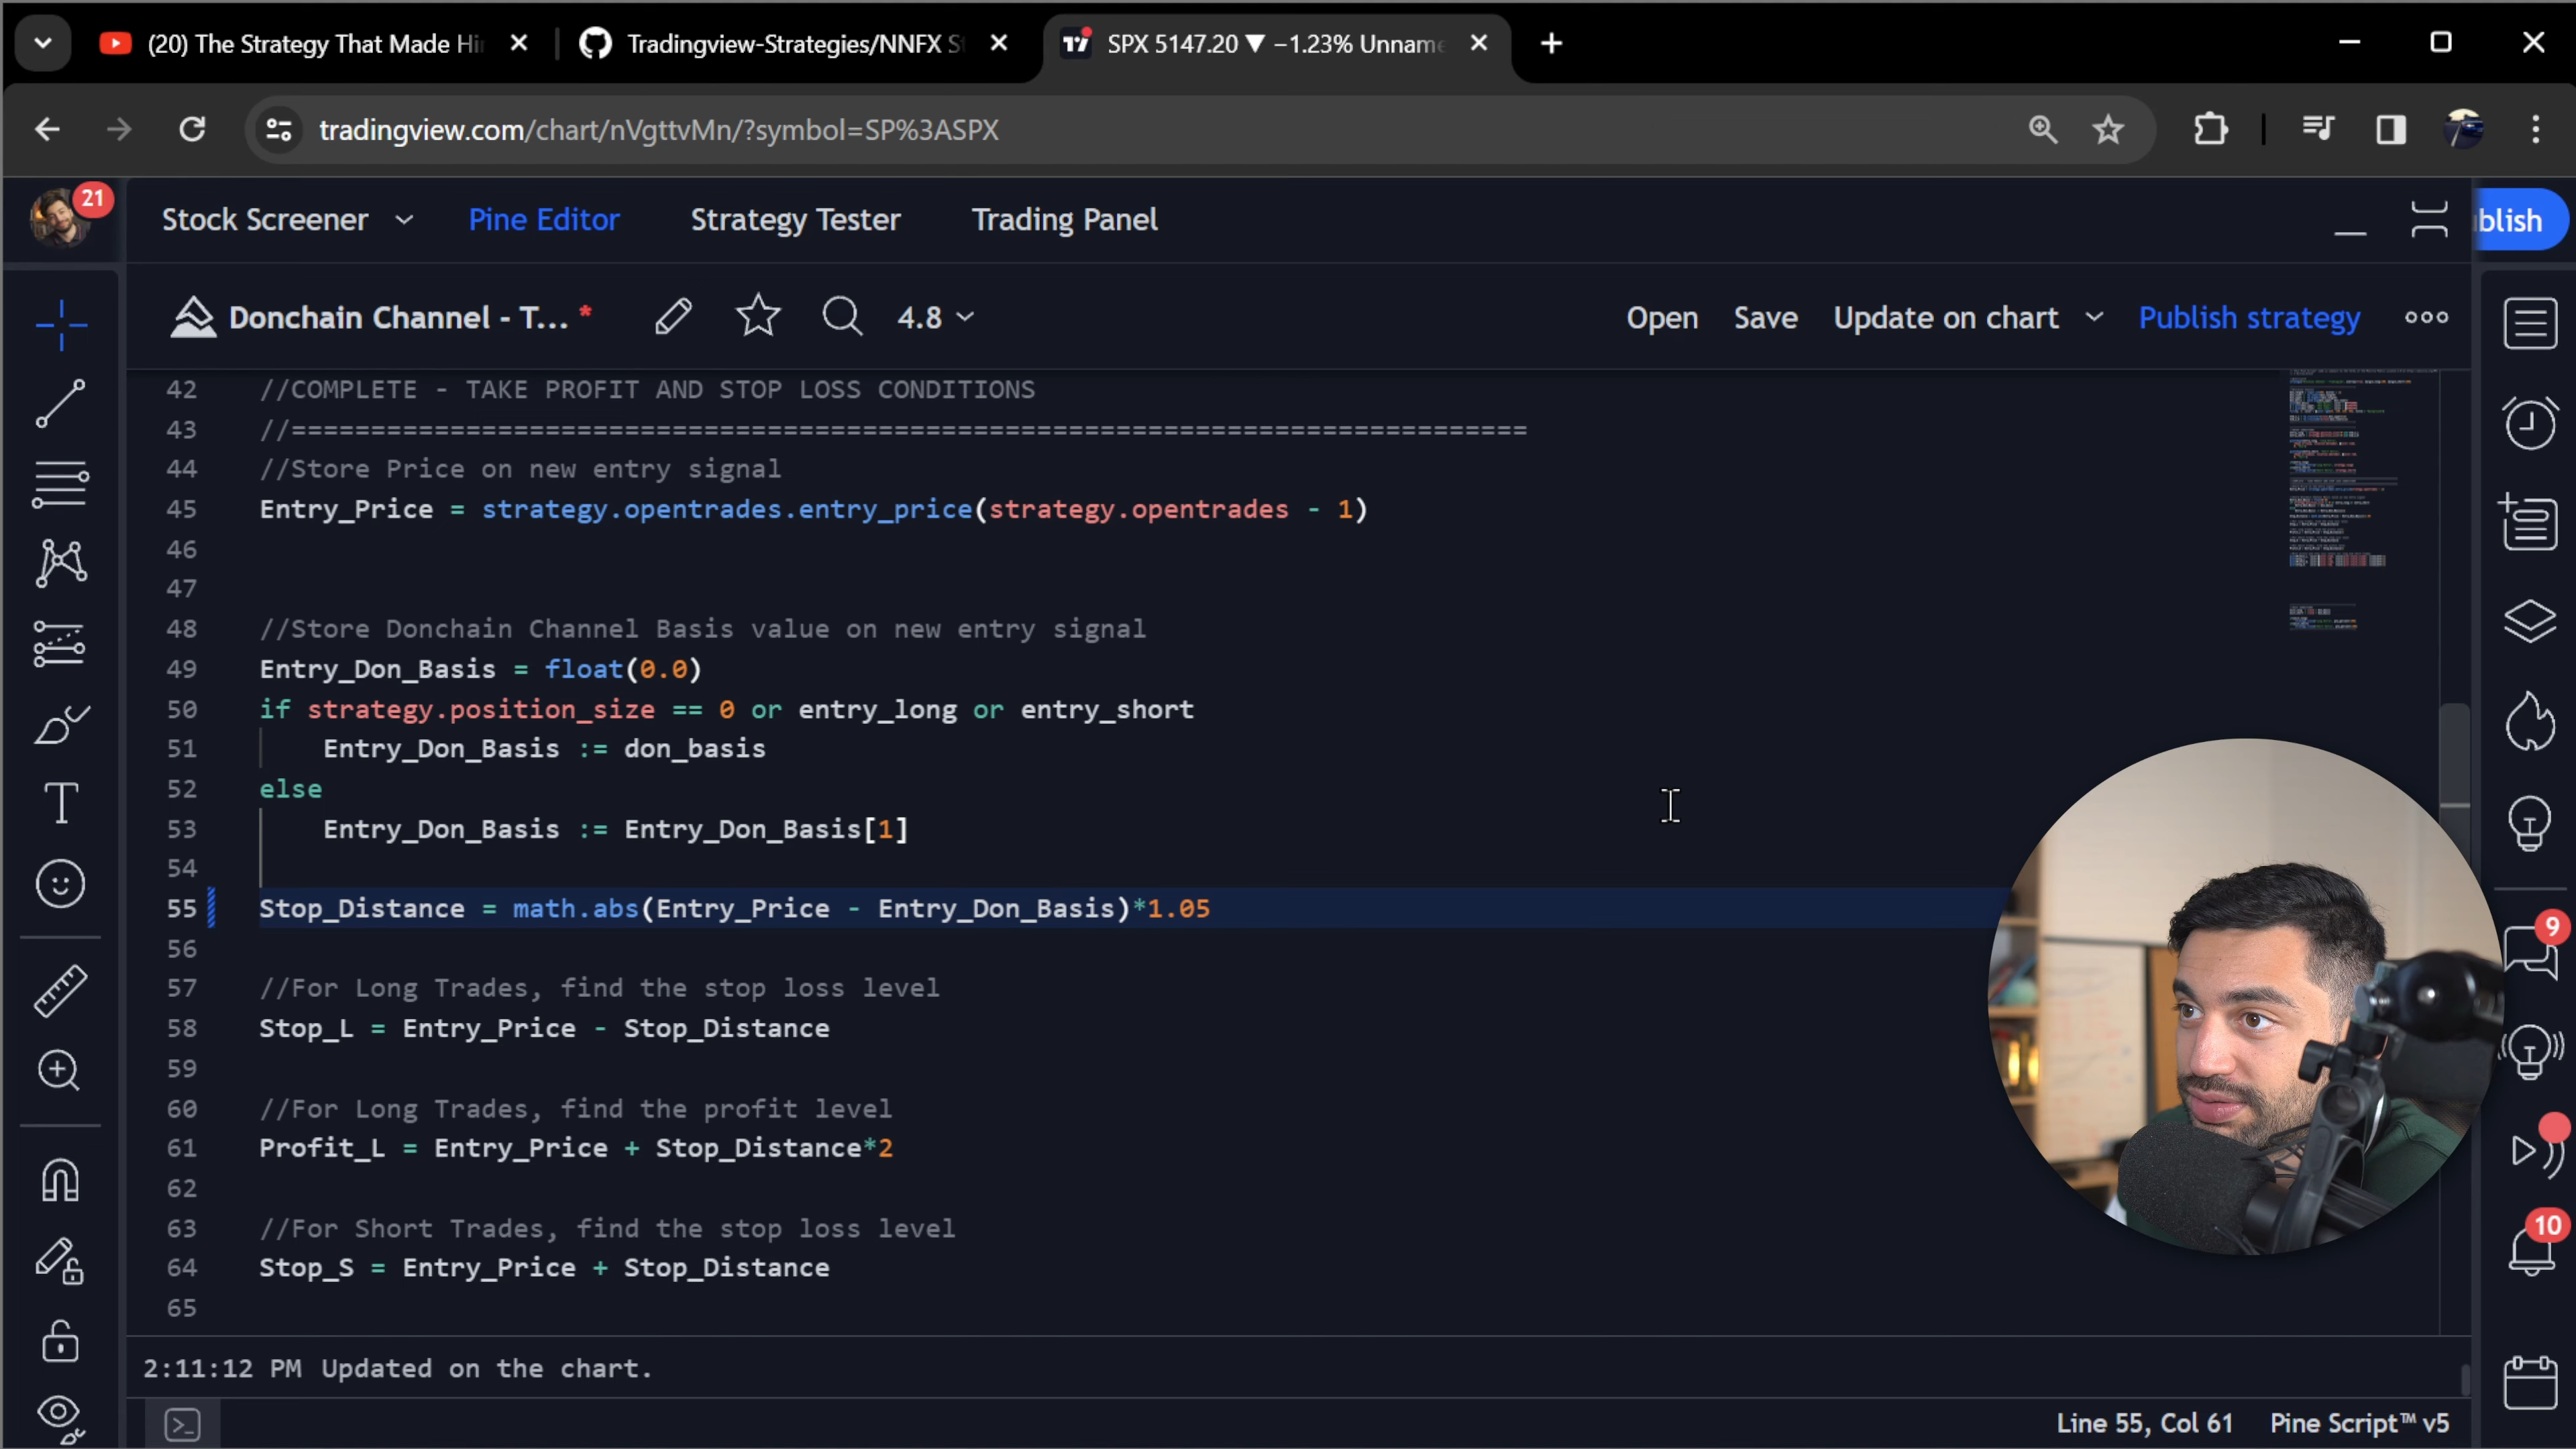 (20) The Strategy That Made Hi
Tradingview-Strategies/NNFX S
SPX 5147.20 ▼ −1.23% Unname
tradingview.com/chart/nVgttvMn/?symbol=SP%3ASPX
21
Stock Screener
Pine Editor
Strategy Tester
Trading Panel
blish
Donchain Channel - T... *
4.8
Open
Save
Update on chart
Publish strategy
42 //COMPLETE - TAKE PROFIT AND STOP LOSS CONDITIONS
43 //==============================================================================
44 //Store Price on new entry signal
45 Entry_Price = strategy.opentrades.entry_price(strategy.opentrades - 1)
46
47
48 //Store Donchain Channel Basis value on new entry signal
49 Entry_Don_Basis = float(0.0)
50 if strategy.position_size == 0 or entry_long or entry_short
51 Entry_Don_Basis := don_basis
52 else
53 Entry_Don_Basis := Entry_Don_Basis[1]
54
55 Stop_Distance = math.abs(Entry_Price - Entry_Don_Basis)*1.05
56
57 //For Long Trades, find the stop loss level
58 Stop_L = Entry_Price - Stop_Distance
59
60 //For Long Trades, find the profit level
61 Profit_L = Entry_Price + Stop_Distance*2
62
63 //For Short Trades, find the stop loss level
64 Stop_S = Entry_Price + Stop_Distance
65
9
10
2:11:12 PM Updated on the chart.
Line 55, Col 61
Pine Script™ v5